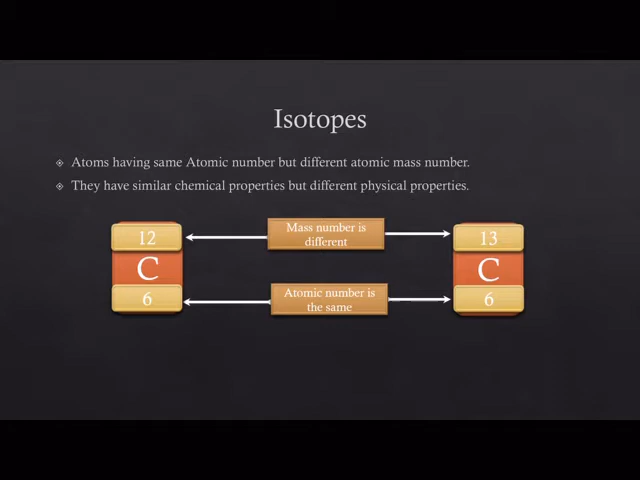 Isotopes
Atoms having same Atomic number but different atomic mass number.
They have similar chemical properties but different physical properties.
12
Mass number is
different
13
C
C
6
Atomic number is
the same
6